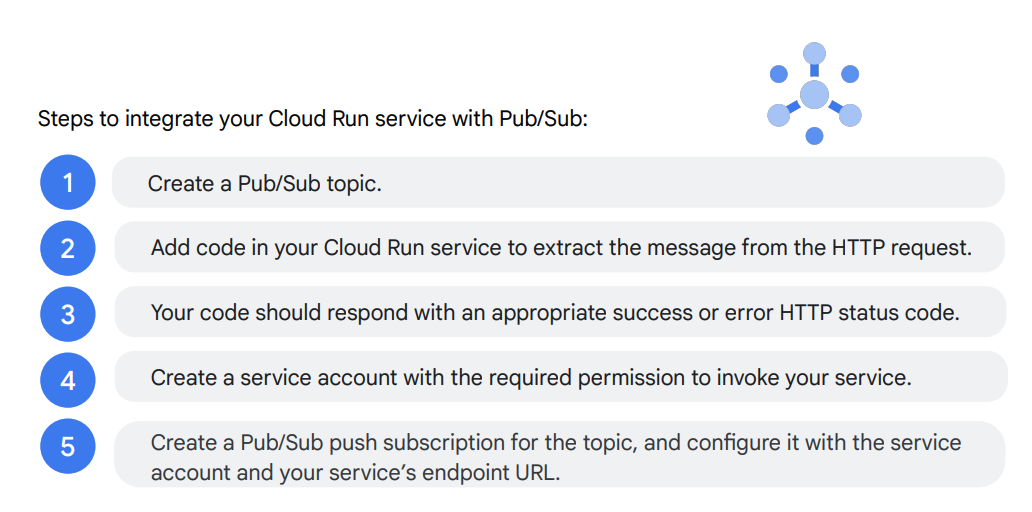 Steps to integrate your Cloud Run service with Pub/Sub:
1
Create a Pub/Sub topic.
2
Add code in your Cloud Run service to extract the message from the HTTP request.
3
Your code should respond with an appropriate success or error HTTP status code.
4
Create a service account with the required permission to invoke your service.
5
Create a Pub/Sub push subscription for the topic, and configure it with the service
account and your service’s endpoint URL.